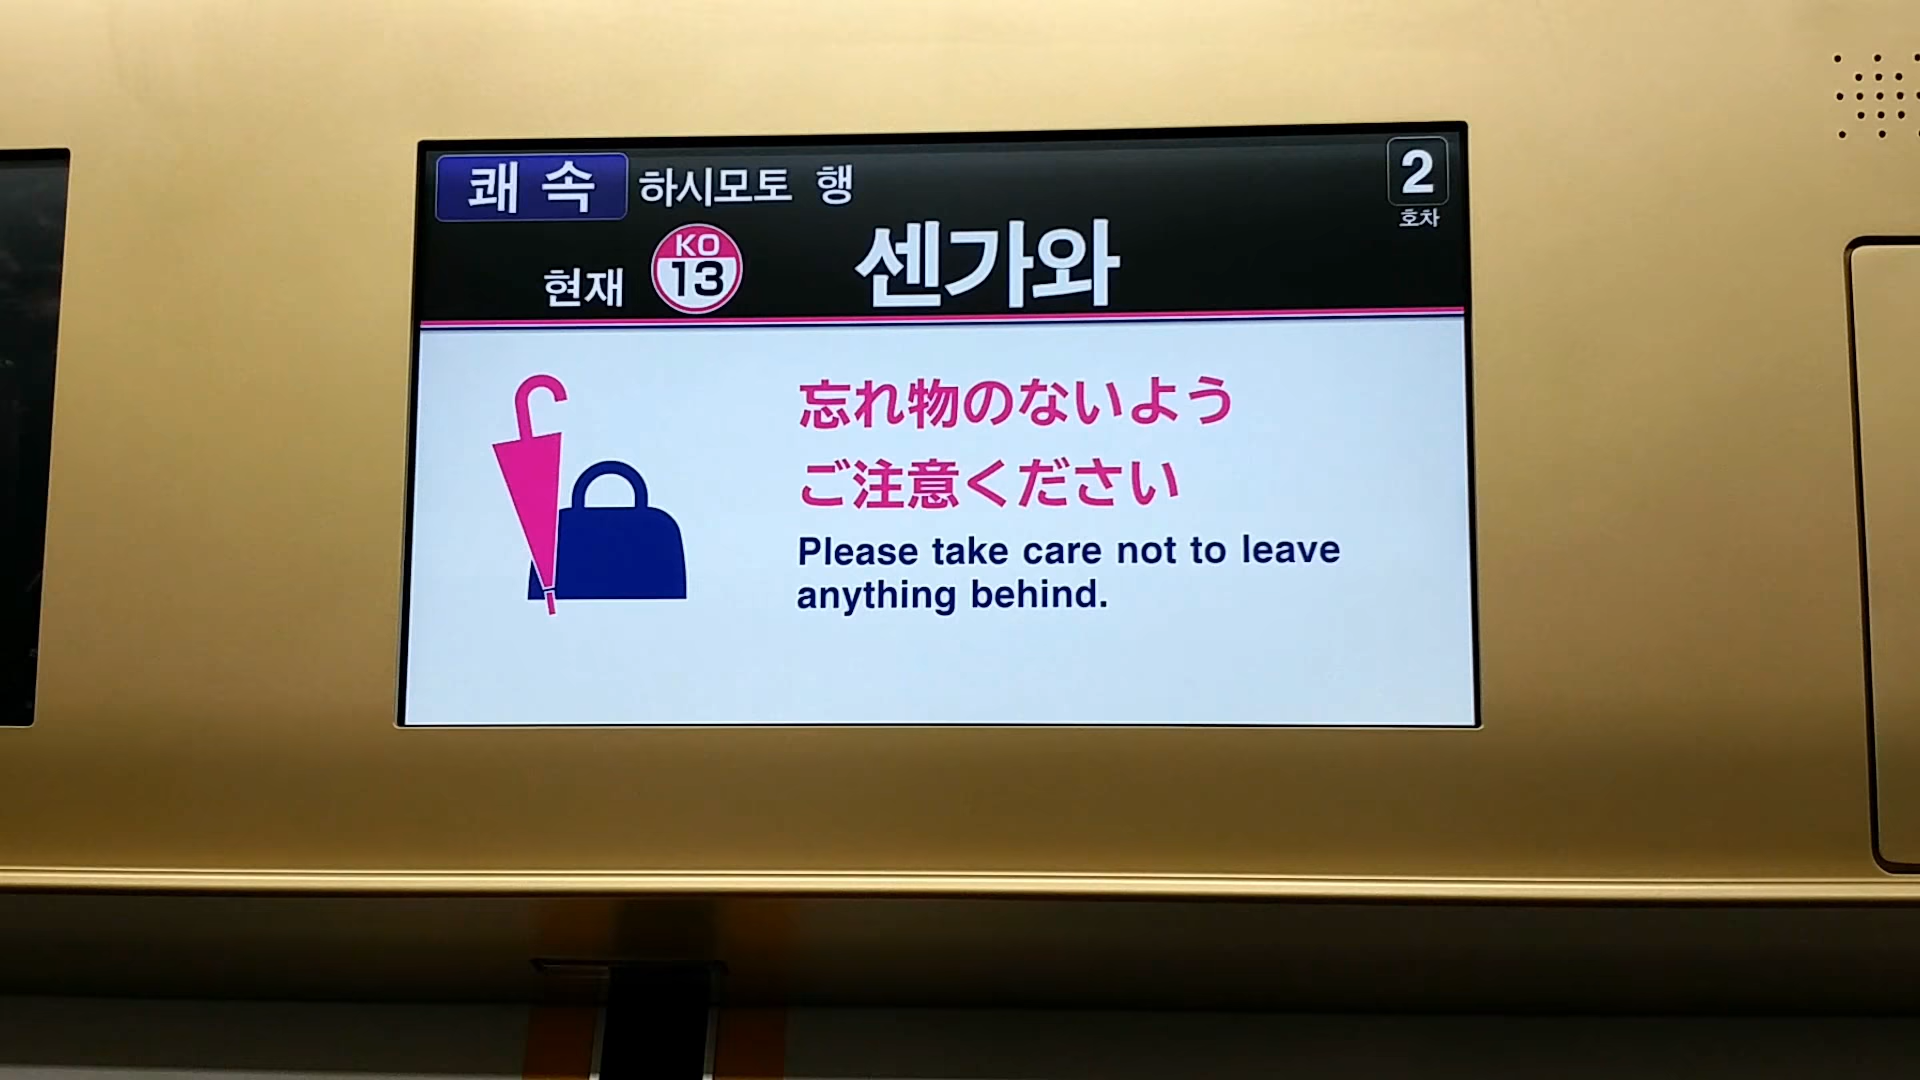 쾌속 하시모토 행
2
호차
현재 KO 13 센가와
忘れ物のないよう
ご注意ください
Please take care not to leave
anything behind.